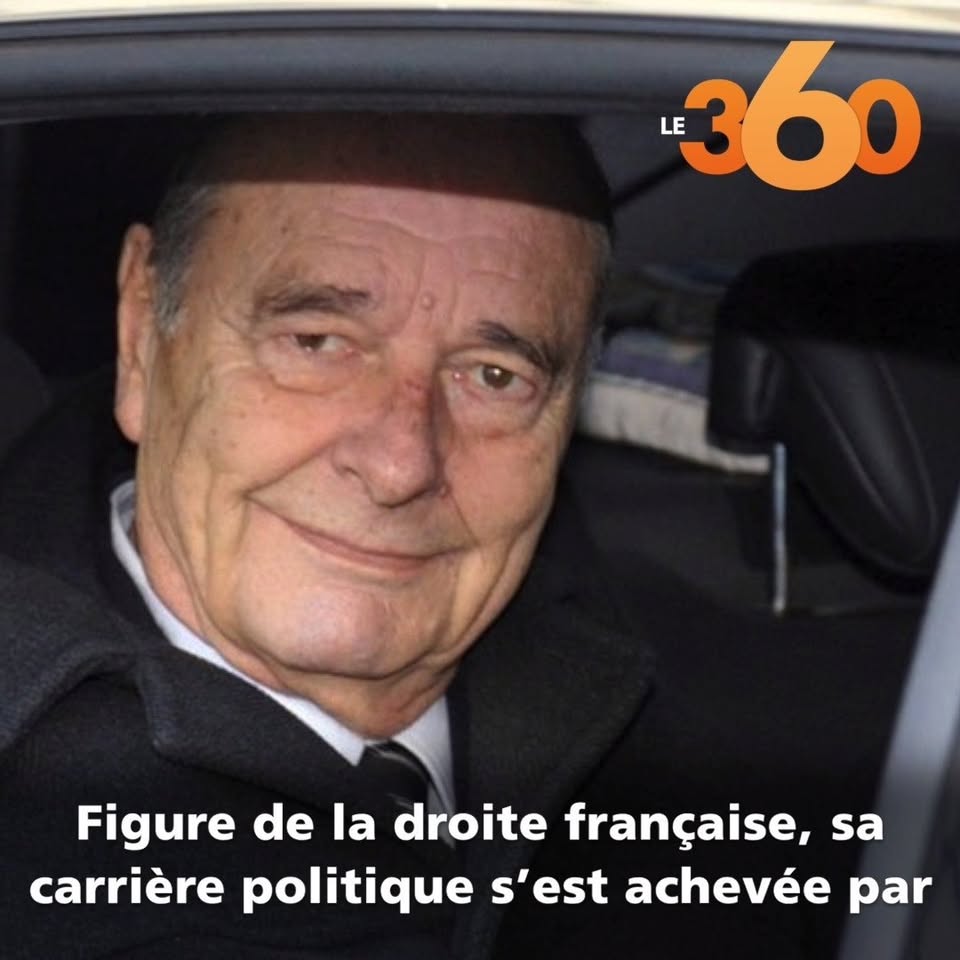 LE 360
Figure de la droite française, sa
carrière politique s’est achevée par